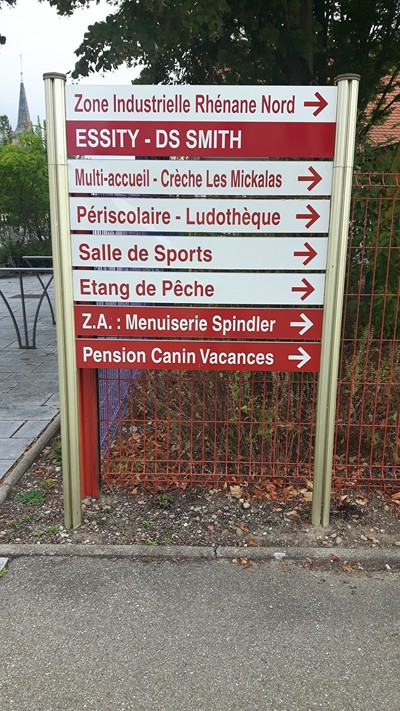 Zone Industrielle Rhénane Nord →
ESSITY - DS SMITH
Multi-accueil - Crèche Les Mickalas →
Périscolaire - Ludothèque →
Salle de Sports →
Etang de Pêche →
Z.A. : Menuiserie Spindler →
Pension Canin Vacances →